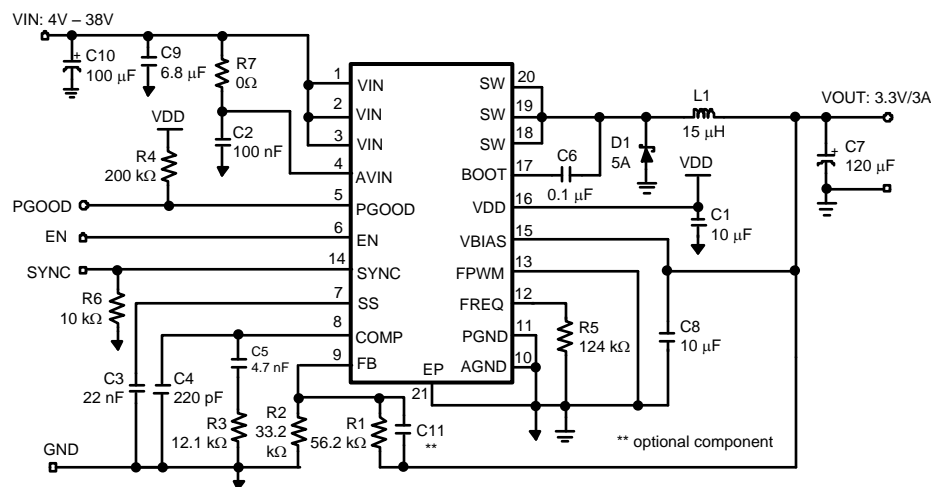 VIN: 4V – 38V
C10
100 µF
C9
6.8 µF
R7
0Ω
C2
100 nF
VDD
R4
200 kΩ
PGOOD
EN
SYNC
R6
10 kΩ
C3
22 nF
C4
220 pF
C5
4.7 nF
R3
12.1 kΩ
R2
33.2
kΩ
R1
56.2 kΩ
C11
**
GND
1
VIN
2
VIN
3
VIN
4
AVIN
5
PGOOD
6
EN
14
SYNC
7
SS
8
COMP
9
FB
EP
21
20
SW
19
SW
18
SW
17
BOOT
16
VDD
15
VBIAS
13
FPWM
12
FREQ
11
PGND
10
AGND
C6
0.1 µF
D1
5A
L1
15 µH
VOUT: 3.3V/3A
C7
120 µF
VDD
C1
10 µF
R5
124 kΩ
C8
10 µF
** optional component